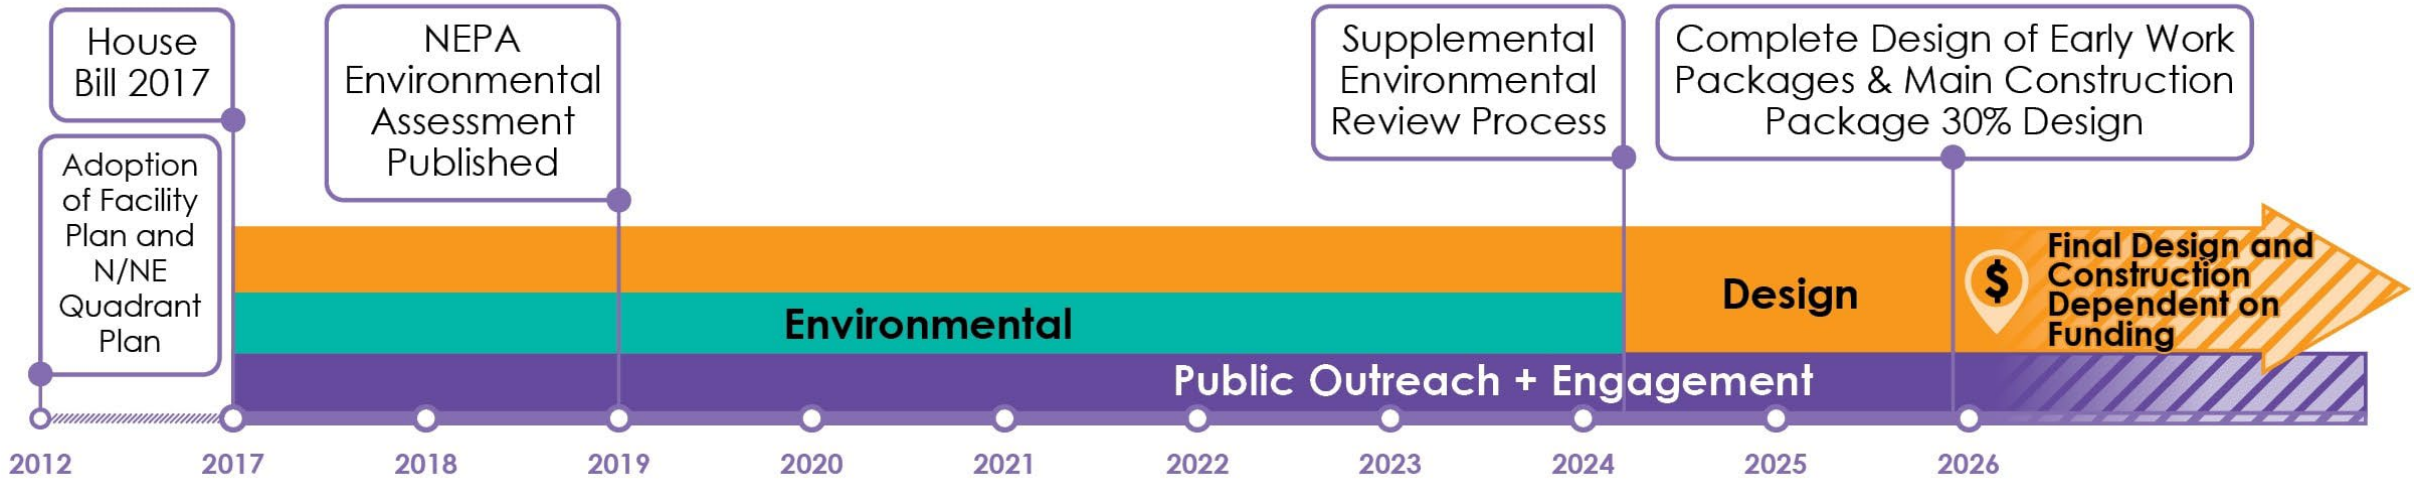 House
Bill 2017
Adoption
of Facility
Plan and
N/NE
Quadrant
Plan
NEPA
Environmental
Assessment
Published
Supplemental
Environmental
Review Process
Complete Design of Early Work
Packages & Main Construction
Package 30% Design
Environmental
Design
$
Final Design and
Construction
Dependent on
Funding
Public Outreach + Engagement
2012
2017
2018
2019
2020
2021
2022
2023
2024
2025
2026